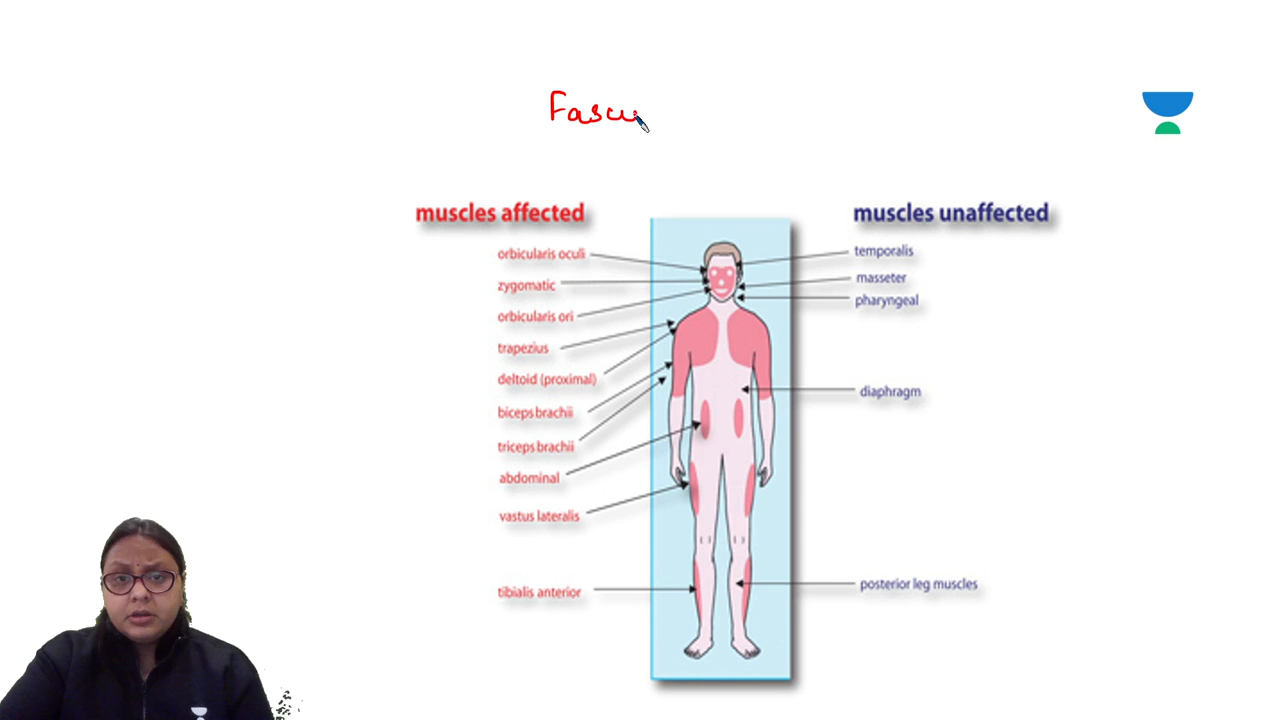 Fascu
muscles affected
muscles unaffected
orbicularis oculi
temporalis
zygomatic
masseter
pharyngeal
orbicularis ori
trapezius
deltoid (proximal)
diaphragm
biceps brachii
triceps brachii
abdominal
vastus lateralis
tibialis anterior
posterior leg muscles